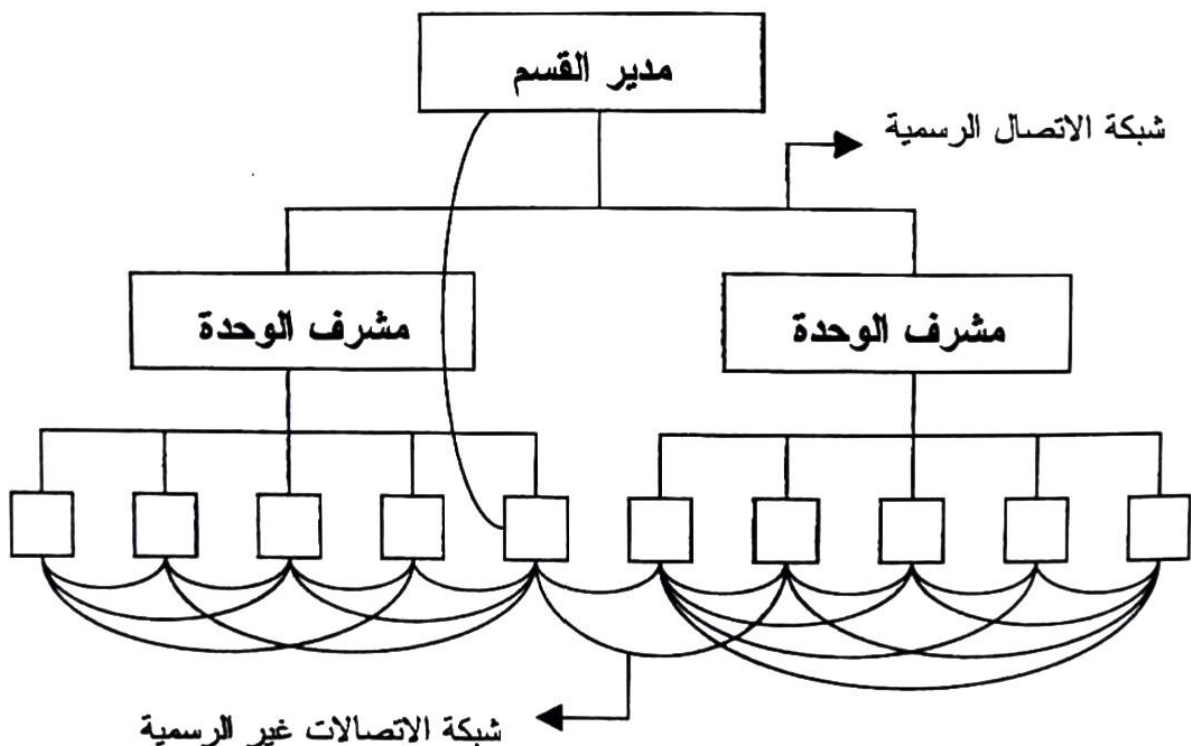 مدير القسم
شبكة الاتصال الرسمية
مشرف الوحدة
مشرف الوحدة
شبكة الاتصالات غير الرسمية